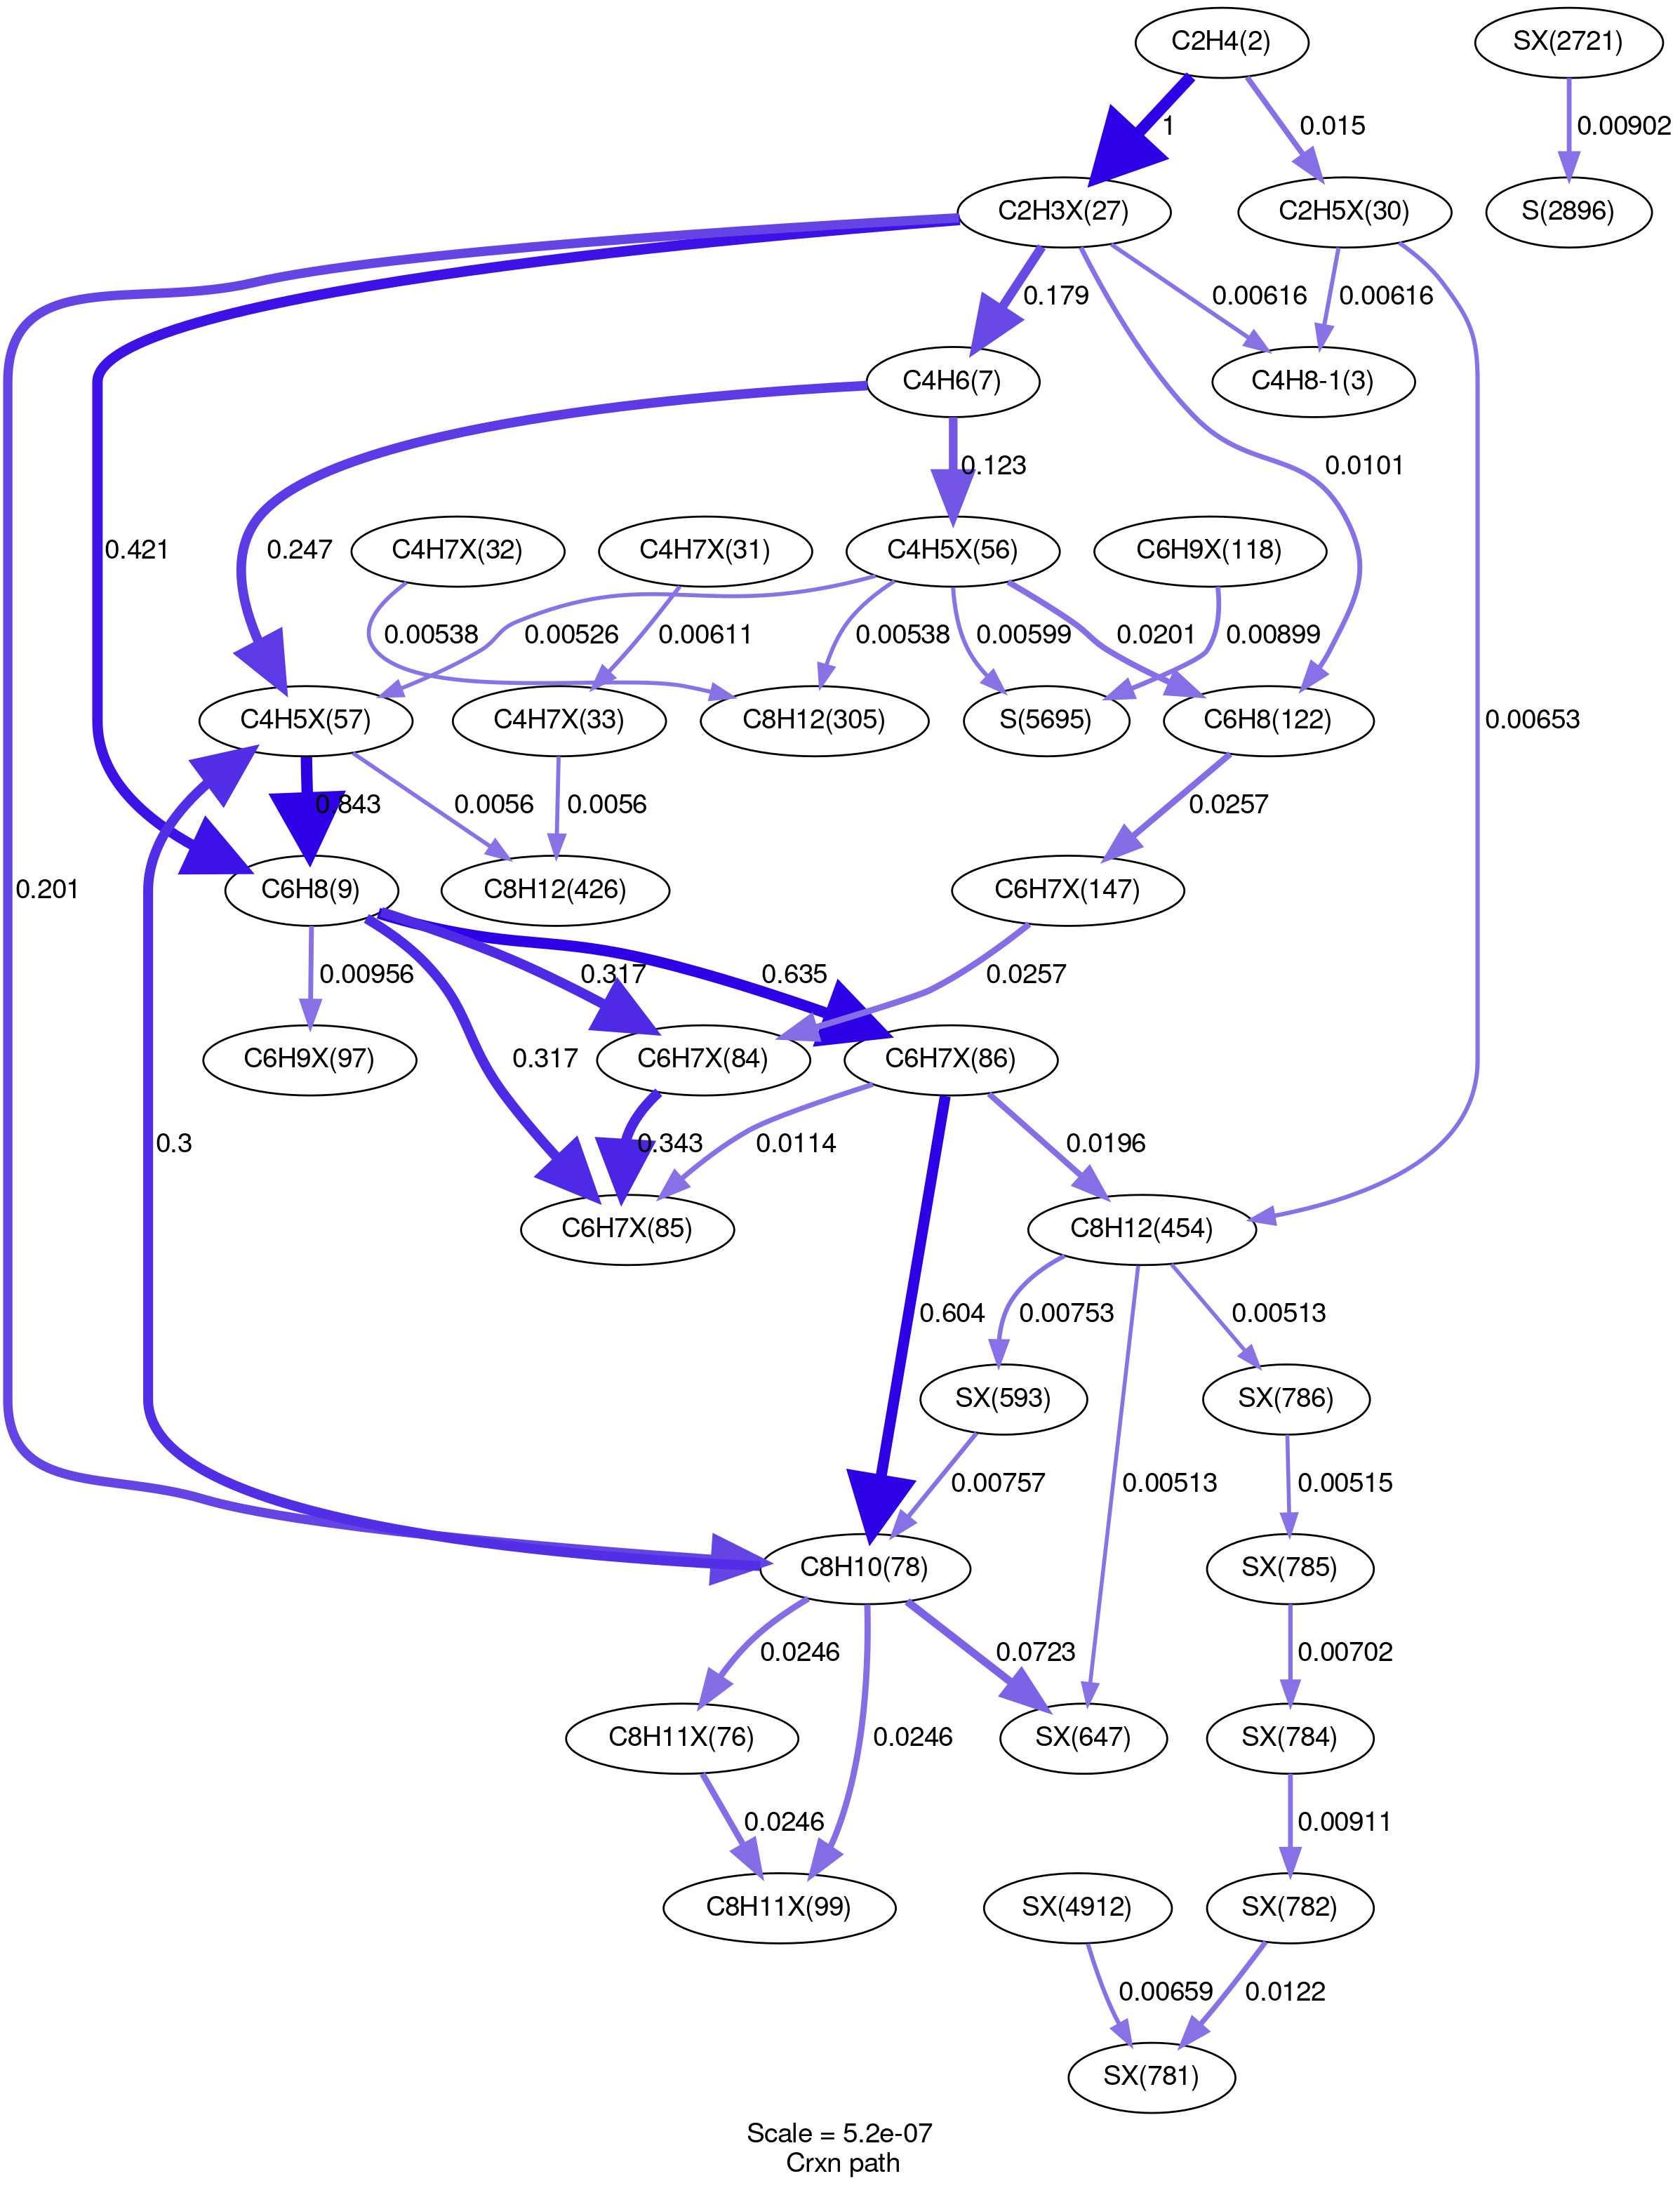 C2H4(2)
SX(2721)
1
0.015
0.00902
C2H3X(27)
C2H5X(30)
S(2896)
0.179
0.00616
0.00616
C4H6(7)
C4H8-1(3)
0.123
0.0101
0.421
0.247
C4H7X(32)
C4H7X(31)
C4H5X(56)
C6H9X(118)
0.00538
0.00526
0.00611
0.00538
0.00599
0.0201
0.00899
C4H5X(57)
C4H7X(33)
C8H12(305)
S(5695)
C6H8(122)
0.00653
0.843
0.0056
0.0056
0.0257
0.201
C6H8(9)
C8H12(426)
C6H7X(147)
0.00956
0.317
0.635
0.0257
C6H9X(97)
0.317
C6H7X(84)
C6H7X(86)
0.3
0.343
0.0114
0.0196
C6H7X(85)
C8H12(454)
0.604
0.00753
0.00513
SX(593)
SX(786)
0.00757
0.00513
0.00515
C8H10(78)
SX(785)
0.0246
0.0723
0.00702
C8H11X(76)
0.0246
SX(647)
SX(784)
0.0246
0.00911
C8H11X(99)
SX(4912)
SX(782)
0.00659
0.0122
SX(781)
Scale = 5.2e-07
Crxn path